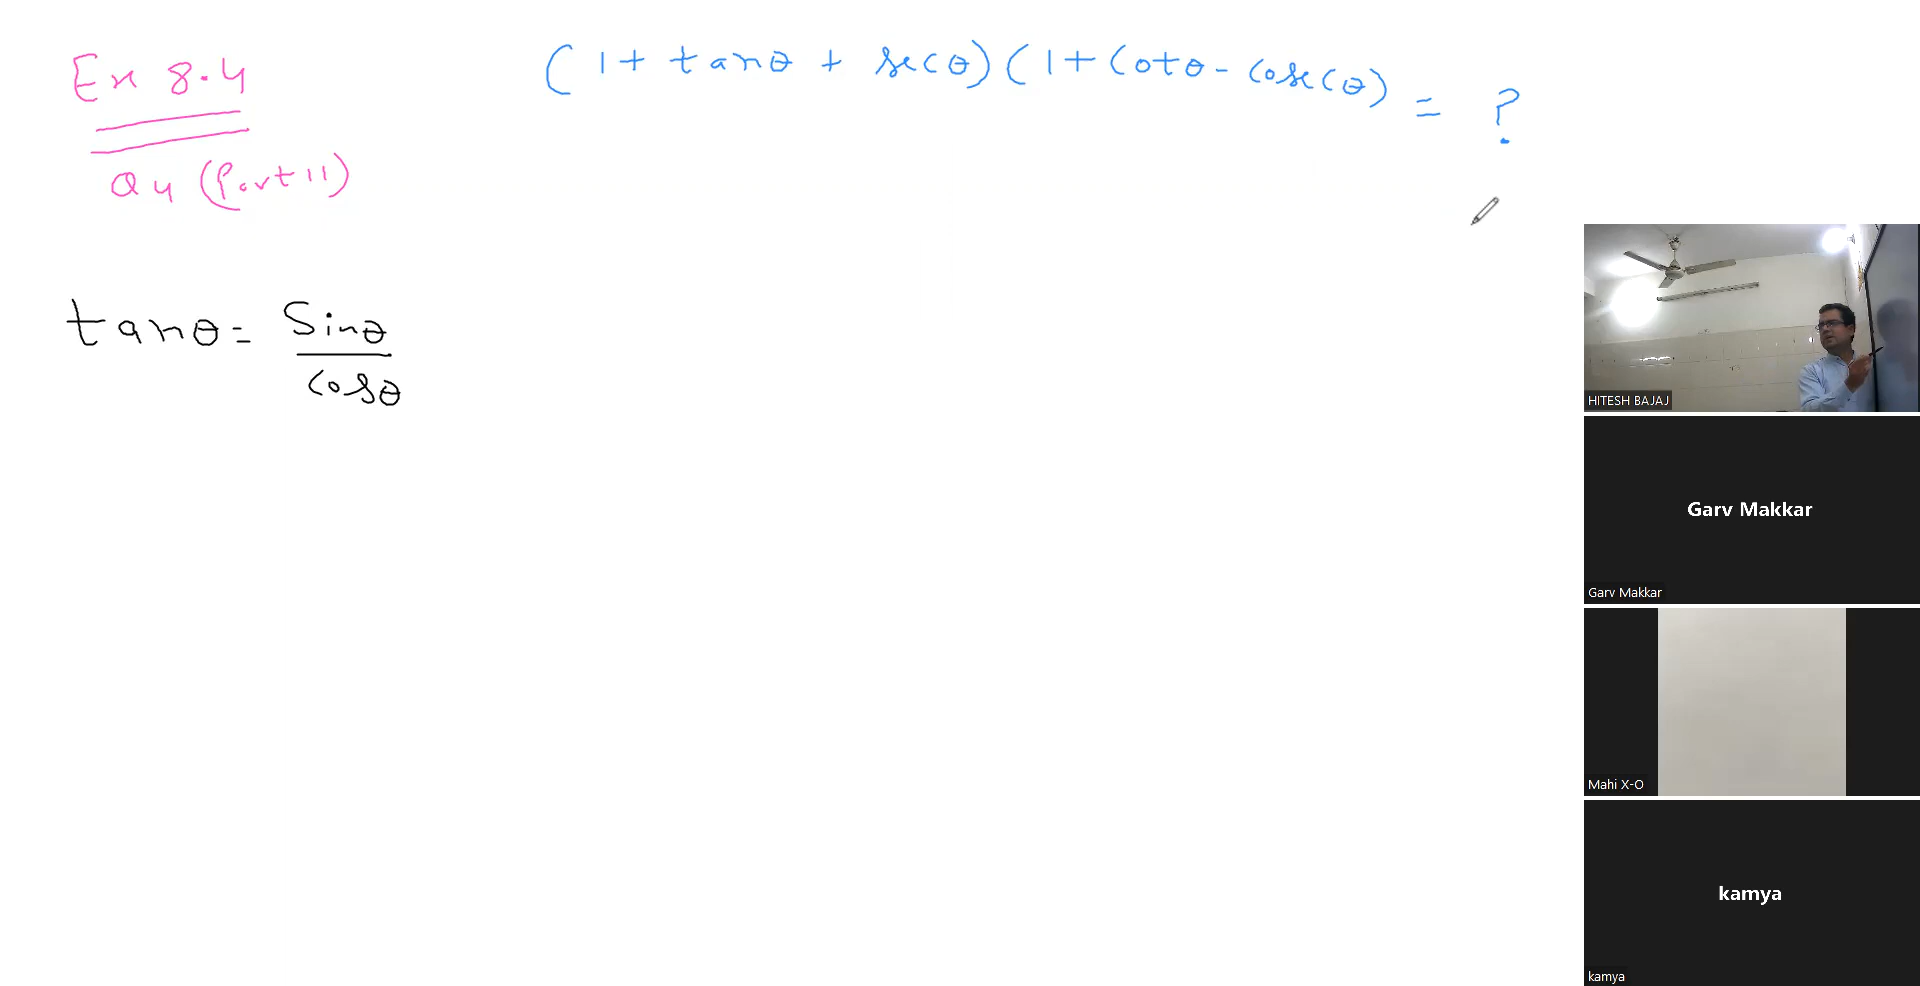 Ex 8.4
Q4 (Part II)
(1 + tanθ + secθ) (1 + cotθ - cosecθ) = ?
tanθ = Sinθ
cosθ
HITESH BAJAJ
Garv Makkar
Garv Makkar
Mahi X-O
kamya
kamya